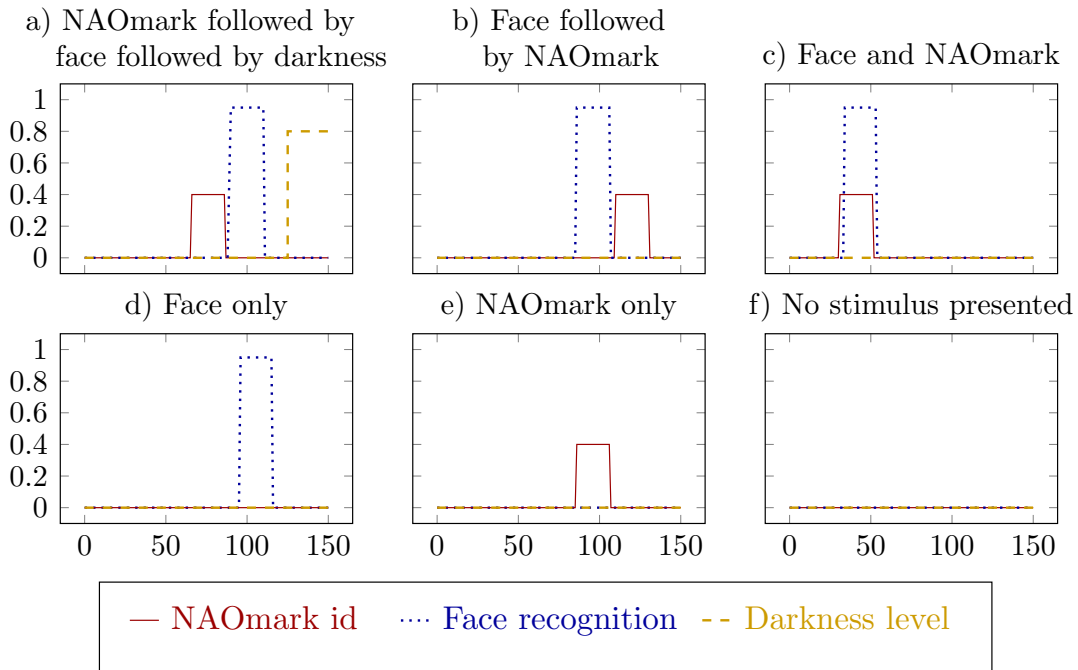 a) NAOmark followed by
face followed by darkness
b) Face followed
by NAOmark
c) Face and NAOmark
1
0.8
0.6
0.4
0.2
0
d) Face only
e) NAOmark only
f) No stimulus presented
1
0.8
0.6
0.4
0.2
0
0 50 100 150
0 50 100 150
0 50 100 150
NAOmark id Face recognition Darkness level